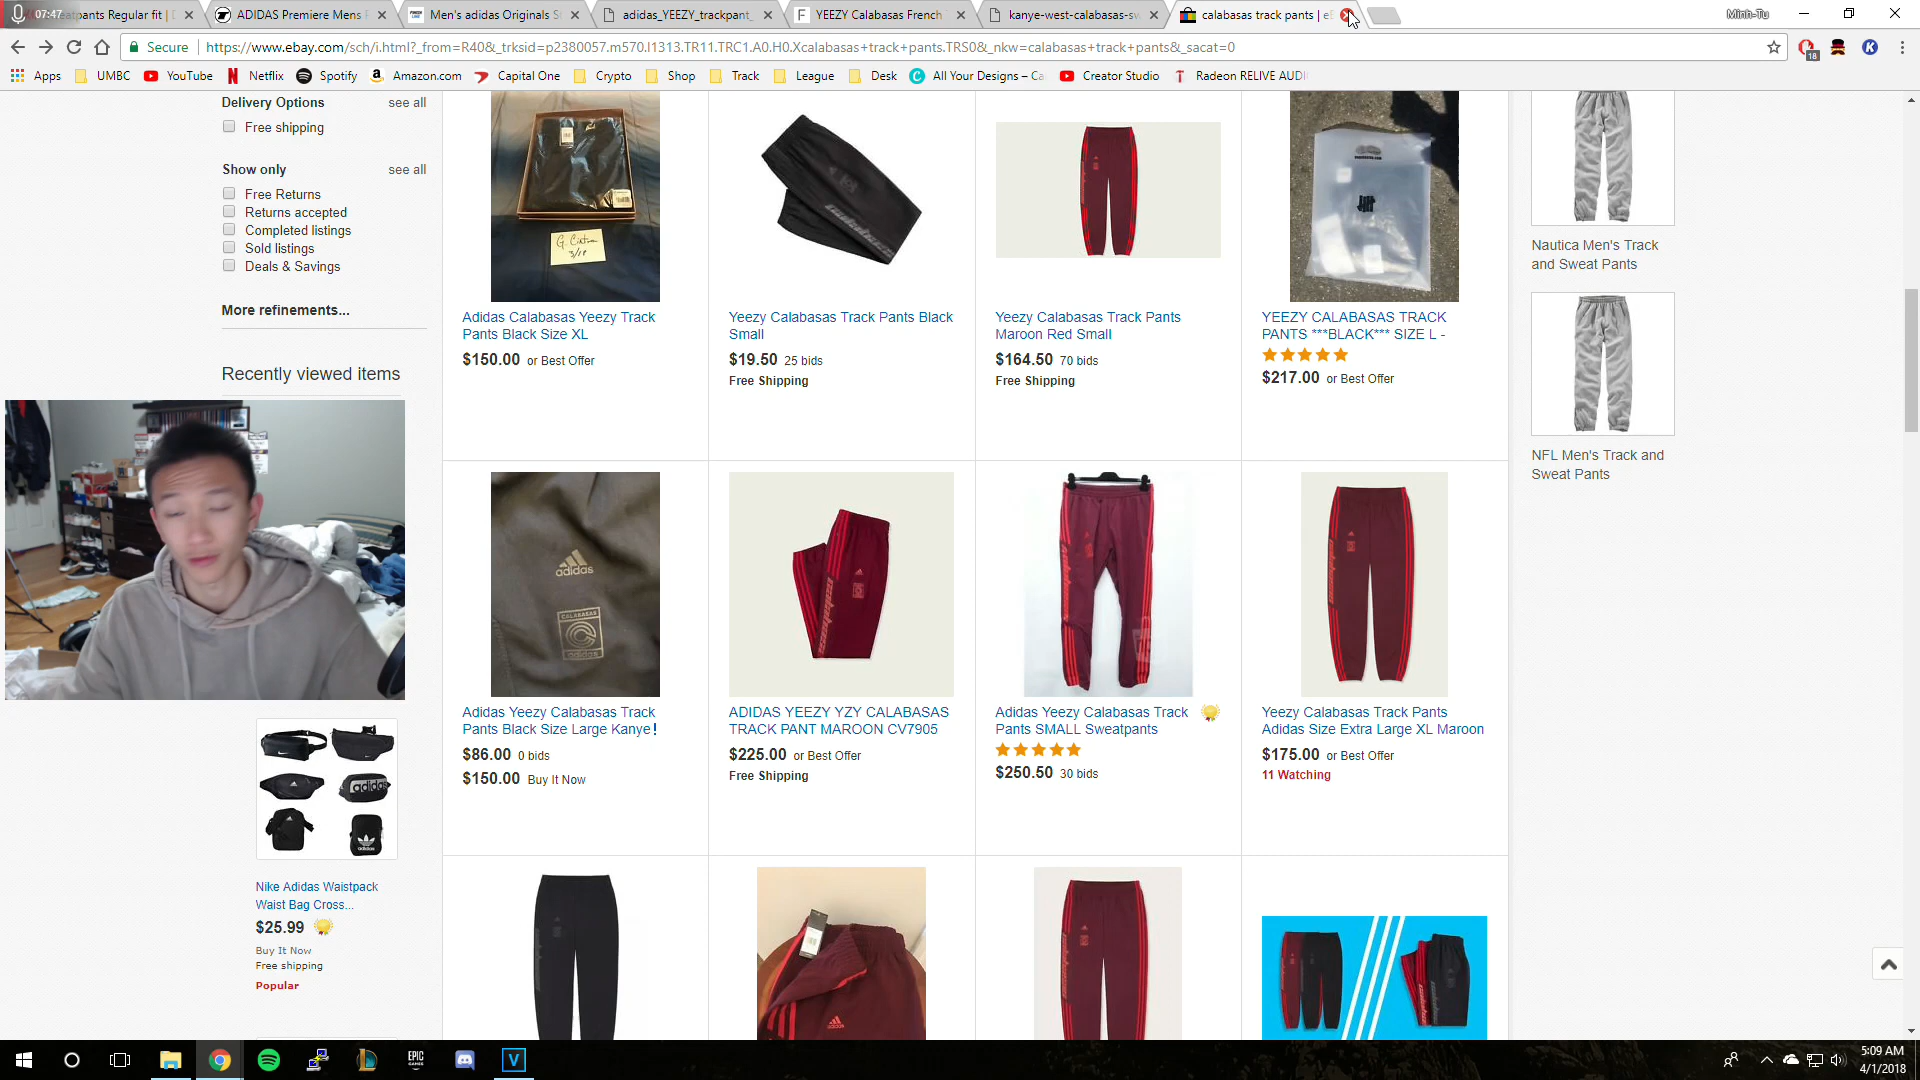 07:47
eatpants Regular fit | D
ADIDAS Premiere Mens P
Men's adidas Originals S
adidas_YEEZY_trackpant_
YEEZY Calabasas French
kanye-west-calabasas-sw
calabasas track pants | eB
Minh-Tu
Secure
https://www.ebay.com/sch/i.html?_from=R40&_trksid=p2380057.m570.l1313.TR11.TRC1.A0.H0.Xcalabasas+track+pants.TRS0&_nkw=calabasas+track+pants&_sacat=0
18
Apps UMBC YouTube Netflix Spotify Amazon.com Capital One Crypto Shop Track League Desk All Your Designs – Ca Creator Studio Radeon RELIVE AUDI
Delivery Options see all
Free shipping
Show only see all
Free Returns
Returns accepted
Completed listings
Sold listings
Deals & Savings
More refinements...
Recently viewed items
Nike Adidas Waistpack
Waist Bag Cross...
$25.99
Buy It Now
Free shipping
Popular
Adidas Calabasas Yeezy Track
Pants Black Size XL
$150.00 or Best Offer
Yeezy Calabasas Track Pants Black
Small
$19.50 25 bids
Free Shipping
Yeezy Calabasas Track Pants
Maroon Red Small
$164.50 70 bids
Free Shipping
YEEZY CALABASAS TRACK
PANTS ***BLACK*** SIZE L -
$217.00 or Best Offer
adidas
CALABASAS
adidas
Adidas Yeezy Calabasas Track
Pants Black Size Large Kanye!
$86.00 0 bids
$150.00 Buy It Now
ADIDAS YEEZY YZY CALABASAS
TRACK PANT MAROON CV7905
$225.00 or Best Offer
Free Shipping
Adidas Yeezy Calabasas Track
Pants SMALL Sweatpants
$250.50 30 bids
Yeezy Calabasas Track Pants
Adidas Size Extra Large XL Maroon
$175.00 or Best Offer
11 Watching
Nautica Men's Track
and Sweat Pants
NFL Men's Track and
Sweat Pants
EPIC
GAMES
V
5:09 AM
4/1/2018